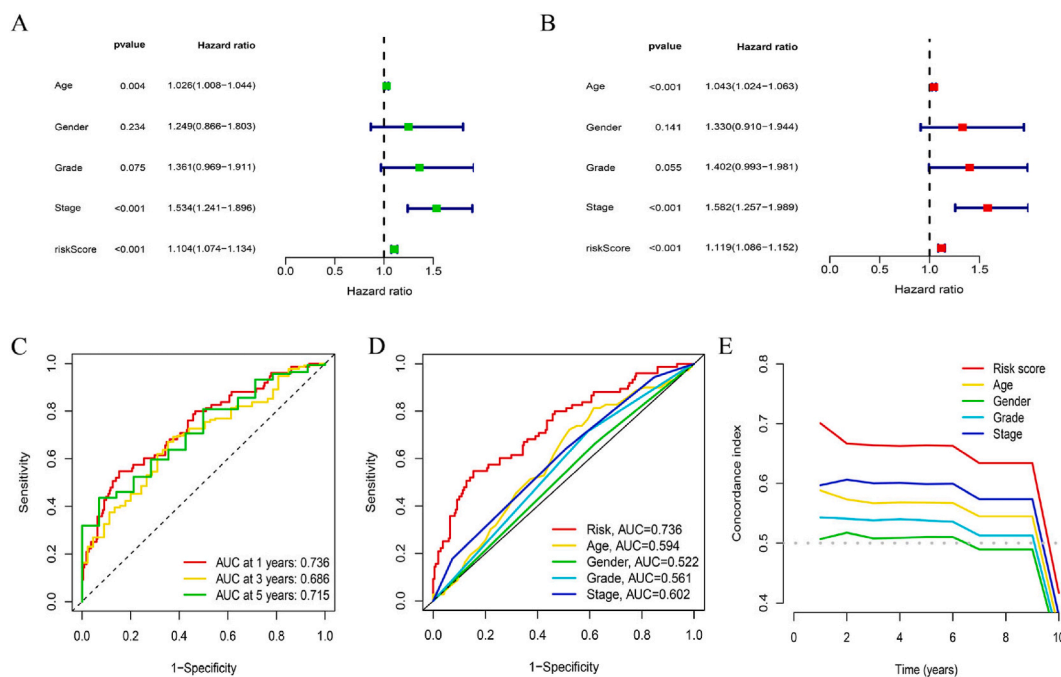 A
pvalue Hazard ratio
Age 0.004 1.026(1.008−1.044)
Gender 0.234 1.249(0.866−1.803)
Grade 0.075 1.361(0.969−1.911)
Stage <0.001 1.534(1.241−1.896)
riskScore <0.001 1.104(1.074−1.134)
0.0 0.5 1.0 1.5
Hazard ratio
B
pvalue Hazard ratio
Age <0.001 1.043(1.024−1.063)
Gender 0.141 1.330(0.910−1.944)
Grade 0.055 1.402(0.993−1.981)
Stage <0.001 1.582(1.257−1.989)
riskScore <0.001 1.119(1.086−1.152)
0.0 0.5 1.0 1.5
Hazard ratio
C
Sensitivity
1.0
0.8
0.6
0.4
0.2
0.0
AUC at 1 years: 0.736
AUC at 3 years: 0.686
AUC at 5 years: 0.715
0.0 0.2 0.4 0.6 0.8 1.0
1−Specificity
D
Sensitivity
1.0
0.8
0.6
0.4
0.2
0.0
Risk, AUC=0.736
Age, AUC=0.594
Gender, AUC=0.522
Grade, AUC=0.561
Stage, AUC=0.602
0.0 0.2 0.4 0.6 0.8 1.0
1−Specificity
E
Concordance index
0.8
0.7
0.6
0.5
0.4
Risk score
Age
Gender
Grade
Stage
0 2 4 6 8 10
Time (years)